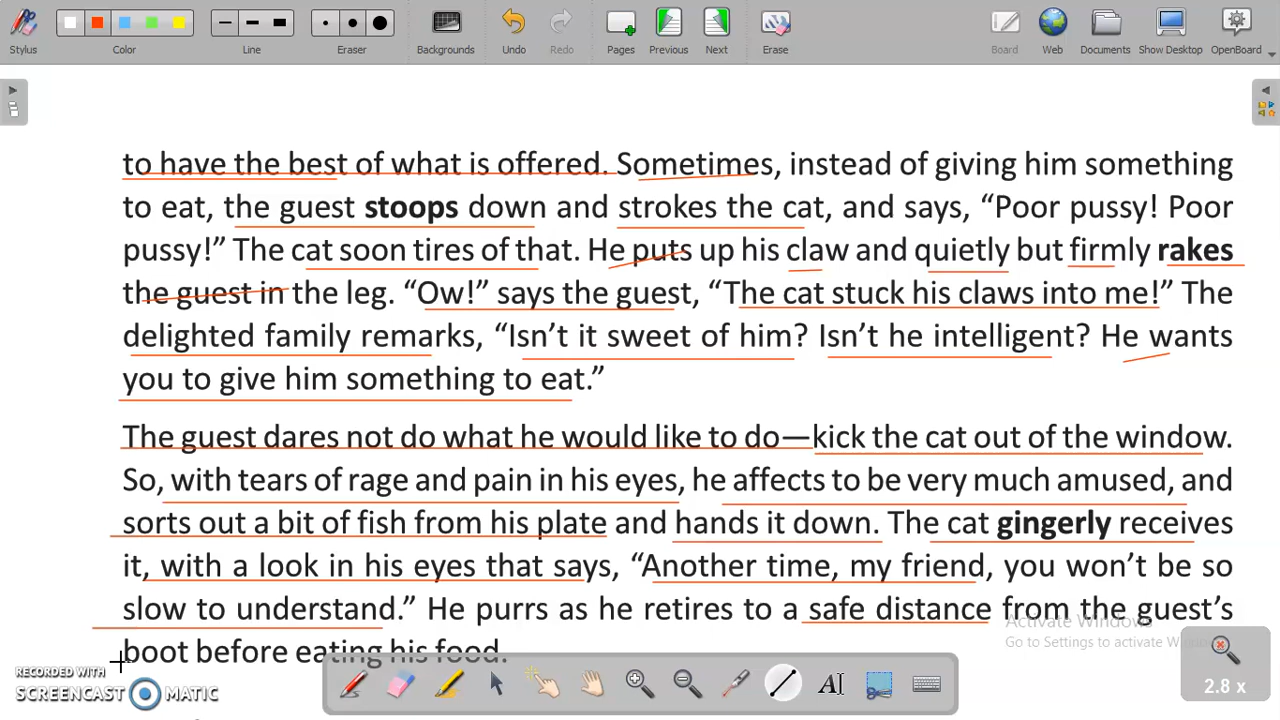 Stylus
Color
Line
Eraser
Backgrounds
Undo
Redo
Pages
Previous
Next
Erase
Board
Web
Documents
Show Desktop
OpenBoard
to have the best of what is offered. Sometimes, instead of giving him something
to eat, the guest stoops down and strokes the cat, and says, “Poor pussy! Poor
pussy!” The cat soon tires of that. He puts up his claw and quietly but firmly rakes
the guest in the leg. “Ow!” says the guest, “The cat stuck his claws into me!” The
delighted family remarks, “Isn’t it sweet of him? Isn’t he intelligent? He wants
you to give him something to eat.”
The guest dares not do what he would like to do—kick the cat out of the window.
So, with tears of rage and pain in his eyes, he affects to be very much amused, and
sorts out a bit of fish from his plate and hands it down. The cat gingerly receives
it, with a look in his eyes that says, “Another time, my friend, you won’t be so
slow to understand.” He purrs as he retires to a safe distance from the guest’s
boot before eating his food.
Activate Windows
Go to Settings to activate Windows
RECORDED WITH
SCREENCAST MATIC
AI
2.8 x